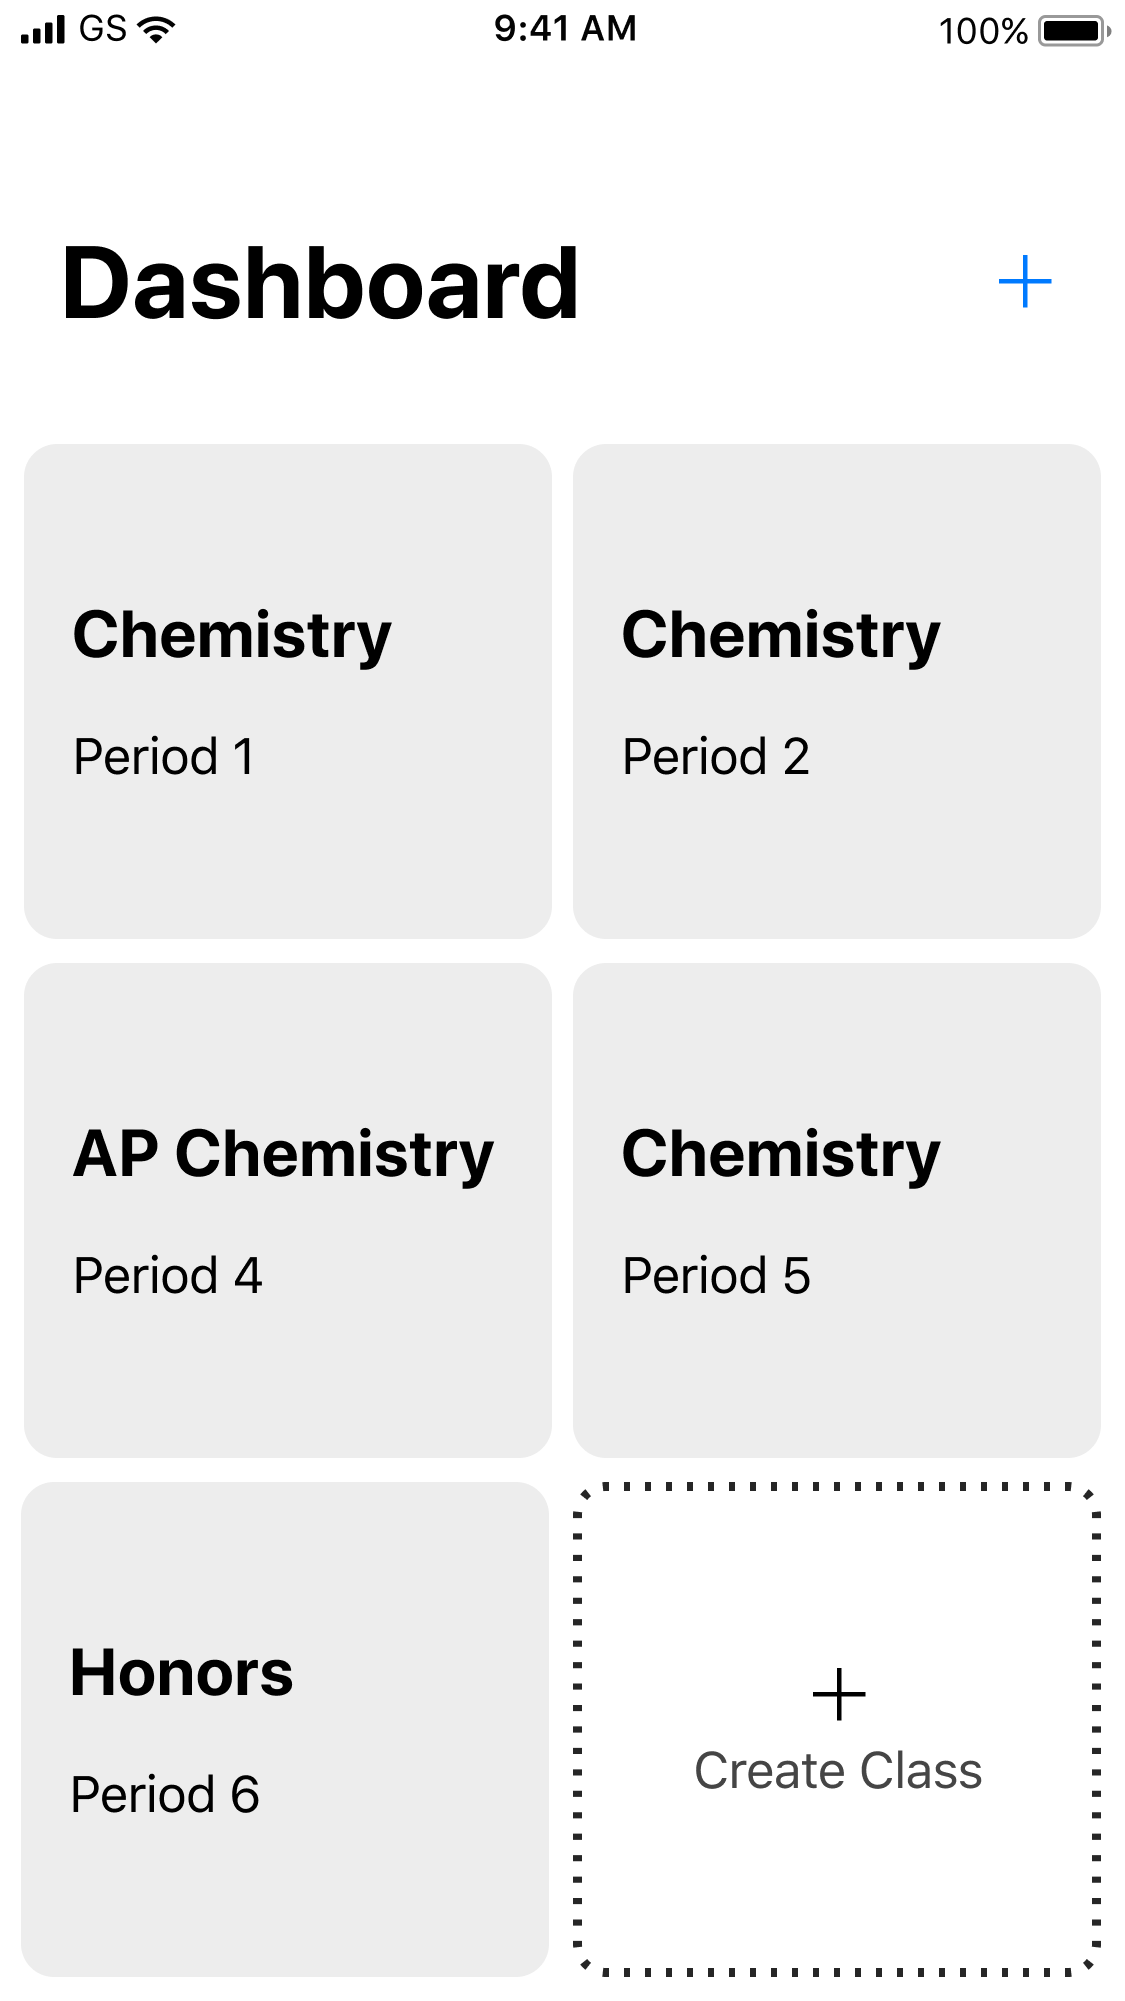 GS 9:41 AM 100%
Dashboard
Chemistry
Period 1
Chemistry
Period 2
AP Chemistry
Period 4
Chemistry
Period 5
Honors
Period 6
Create Class